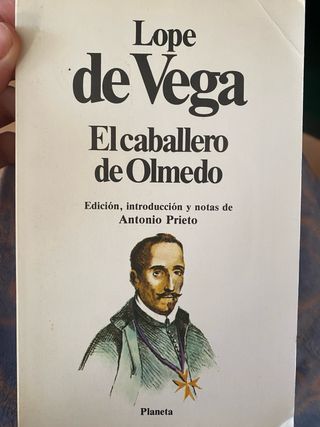 Lope
de Vega
El caballero
de Olmedo
Edición, introducción y notas de
Antonio Prieto
Planeta